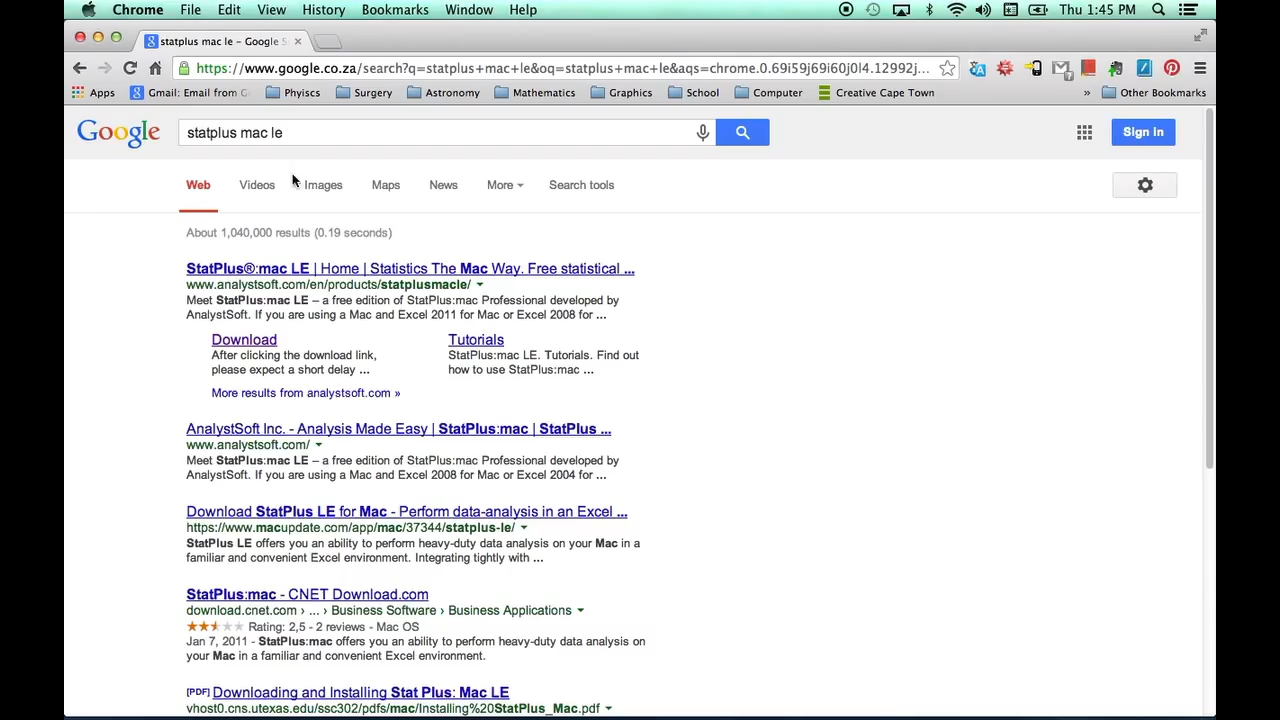 Chrome File Edit View History Bookmarks Window Help Thu 1:45 PM
statplus mac le - Google S
https://www.google.co.za/search?q=statplus+mac+le&oq=statplus+mac+le&aqs=chrome.0.69i59j69i60j0l4.12992j...
Apps Gmail: Email from G Phyiscs Surgery Astronomy Mathematics Graphics School Computer Creative Cape Town » Other Bookmarks
Google statplus mac le Sign in
Web Videos Images Maps News More Search tools
About 1,040,000 results (0.19 seconds)
StatPlus®:mac LE | Home | Statistics The Mac Way. Free statistical ...
www.analystsoft.com/en/products/statplusmacle/
Meet StatPlus:mac LE – a free edition of StatPlus:mac Professional developed by
AnalystSoft. If you are using a Mac and Excel 2011 for Mac or Excel 2008 for ...
Download Tutorials
After clicking the download link, StatPlus:mac LE. Tutorials. Find out
please expect a short delay ... how to use StatPlus:mac ...
More results from analystsoft.com »
AnalystSoft Inc. - Analysis Made Easy | StatPlus:mac | StatPlus ...
www.analystsoft.com/
Meet StatPlus:mac LE – a free edition of StatPlus:mac Professional developed by
AnalystSoft. If you are using a Mac and Excel 2008 for Mac or Excel 2004 for ...
Download StatPlus LE for Mac - Perform data-analysis in an Excel ...
https://www.macupdate.com/app/mac/37344/statplus-le/
StatPlus LE offers you an ability to perform heavy-duty data analysis on your Mac in a
familiar and convenient Excel environment. Integrating tightly with ...
StatPlus:mac - CNET Download.com
download.cnet.com › ... › Business Software › Business Applications
Rating: 2,5 - 2 reviews - Mac OS
Jan 7, 2011 - StatPlus:mac offers you an ability to perform heavy-duty data analysis on
your Mac in a familiar and convenient Excel environment.
[PDF] Downloading and Installing Stat Plus: Mac LE
vhost0.cns.utexas.edu/ssc302/pdfs/mac/Installing%20StatPlus_Mac.pdf